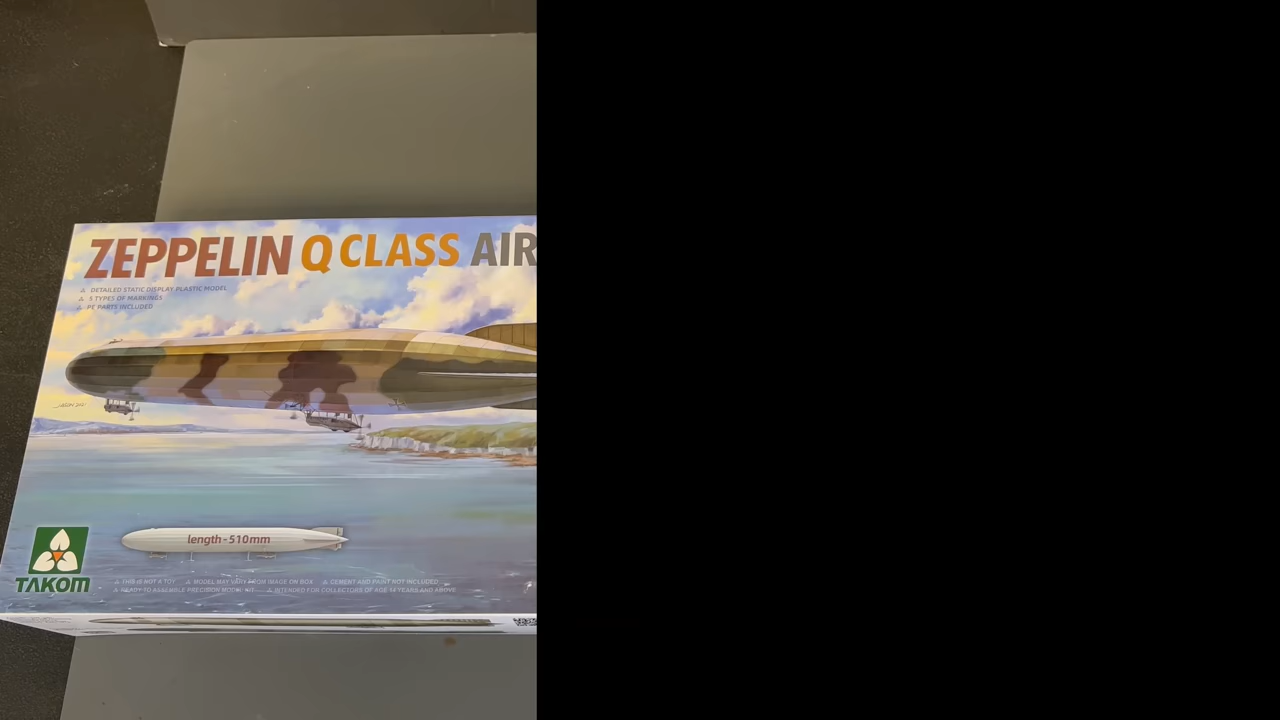 ZEPPELIN Q CLASS AIR
DETAILED STATIC DISPLAY PLASTIC MODEL
5 TYPES OF MARKINGS
PE PARTS INCLUDED
length-510mm
TAKOM
THIS IS NOT A TOY MODEL MAY VARY FROM IMAGE ON BOX CEMENT AND PAINT NOT INCLUDED
READY TO ASSEMBLE PRECISION MODEL KIT INTENDED FOR COLLECTORS OF AGE 14 YEARS AND ABOVE